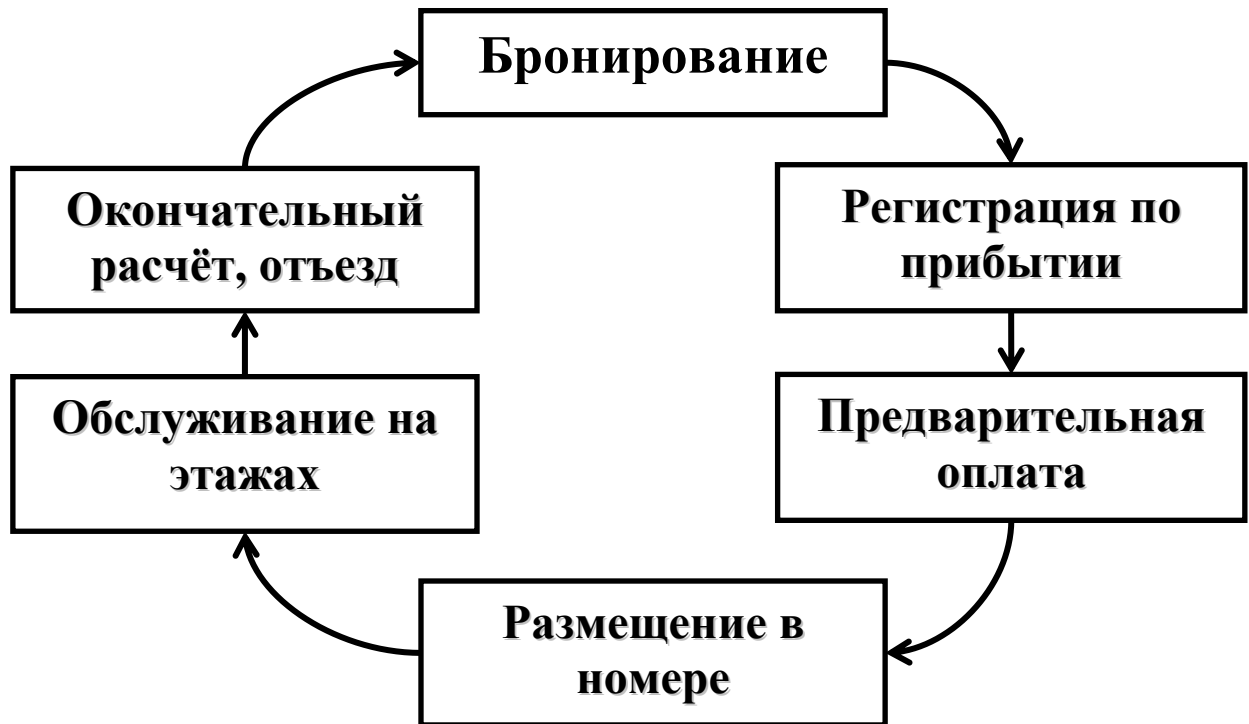 Бронирование
Регистрация по
прибытии
Предварительная
оплата
Размещение в
номере
Обслуживание на
этажах
Окончательный
расчёт, отъезд